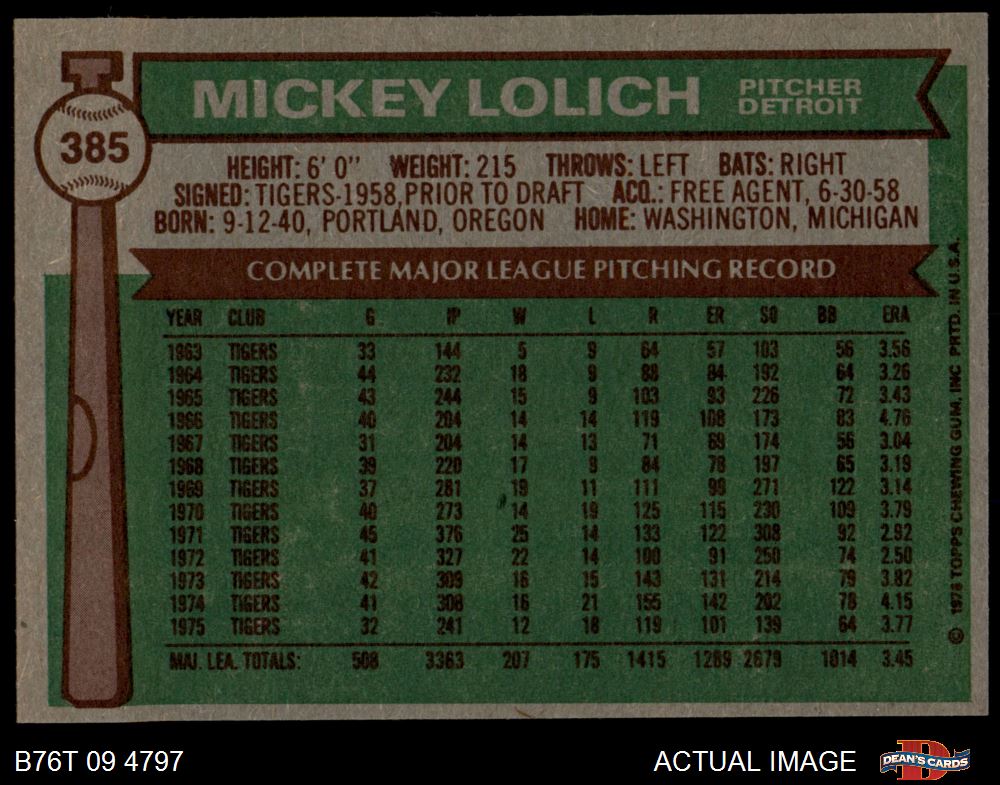 MICKEY LOLICH PITCHER DETROIT
385
HEIGHT: 6' 0" WEIGHT: 215 THROWS: LEFT BATS: RIGHT
SIGNED: TIGERS-1958, PRIOR TO DRAFT ACQ.: FREE AGENT, 6-30-58
BORN: 9-12-40, PORTLAND, OREGON HOME: WASHINGTON, MICHIGAN
COMPLETE MAJOR LEAGUE PITCHING RECORD
YEAR CLUB G IP W L R ER SO BB ERA
1963 TIGERS 33 144 5 9 64 57 103 56 3.56
1964 TIGERS 44 232 18 9 88 84 192 64 3.26
1965 TIGERS 43 244 15 9 103 93 226 72 3.43
1966 TIGERS 40 204 14 14 119 108 173 83 4.76
1967 TIGERS 31 204 14 13 71 69 174 56 3.04
1968 TIGERS 39 220 17 9 84 78 197 65 3.19
1969 TIGERS 37 281 19 11 111 98 271 122 3.14
1970 TIGERS 40 273 14 19 125 115 230 109 3.79
1971 TIGERS 45 376 25 14 133 122 308 92 2.92
1972 TIGERS 41 327 22 14 100 91 250 74 2.50
1973 TIGERS 42 309 16 15 143 131 214 79 3.82
1974 TIGERS 41 308 16 21 155 142 202 78 4.15
1975 TIGERS 32 241 12 18 119 101 139 64 3.77
MAJ. LEA. TOTALS: 508 3363 207 175 1415 1289 2679 1014 3.45
© 1976 TOPPS CHEWING GUM, INC PRTD. IN U.S.A.
B76T 09 4797 ACTUAL IMAGE DEAN'S CARDS